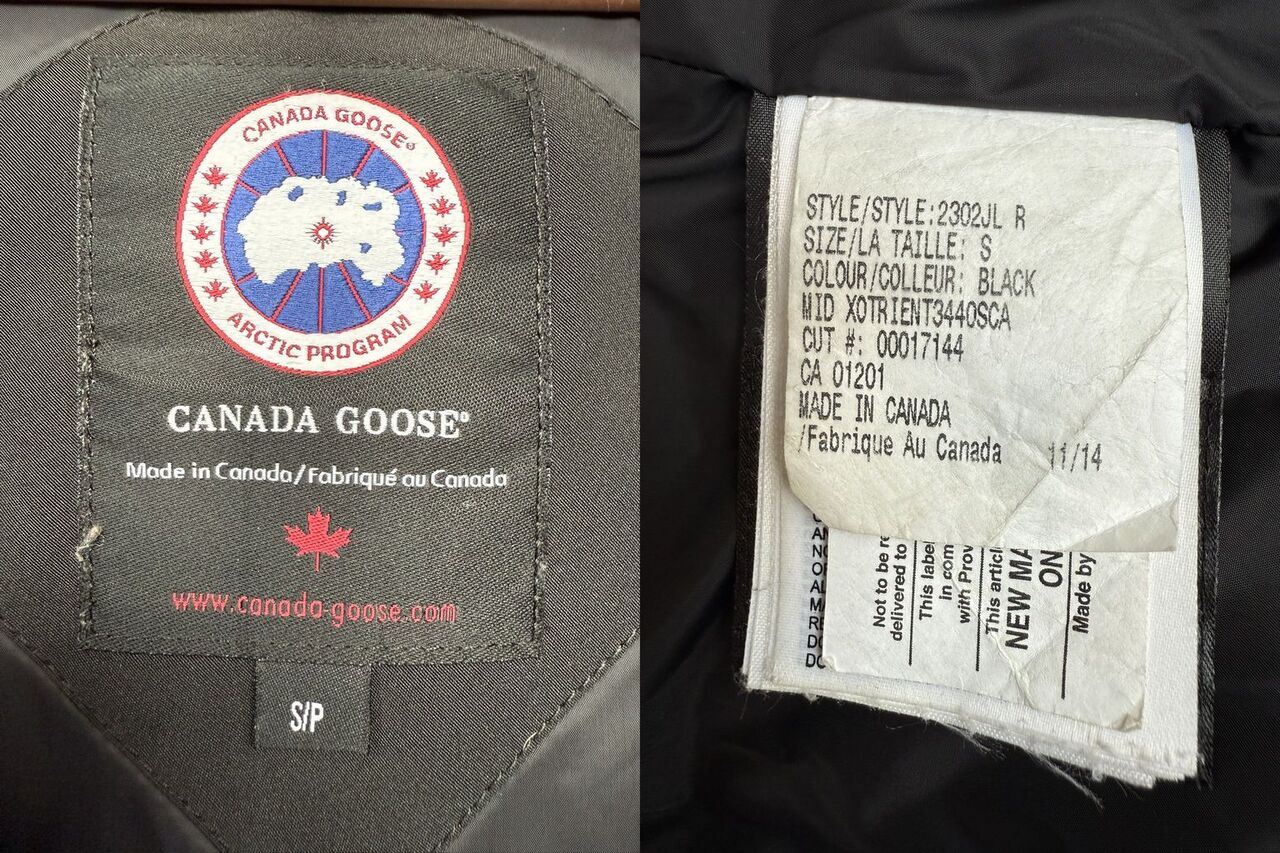 CANADA GOOSE
ARCTIC PROGRAM
CANADA GOOSE®
Made in Canada/Fabriqué au Canada
www.canada-goose.com
S/P
STYLE/STYLE:2302JL R
SIZE/LA TAILLE: S
COLOUR/COLLEUR: BLACK
MID XOTRIENT3440SCA
CUT #: 00017144
CA 01201
MADE IN CANADA
/Fabrique Au Canada 11/14
Not to be re
delivered to
This label
in com
with Prov
This articl
NEW MA
ON
Made by